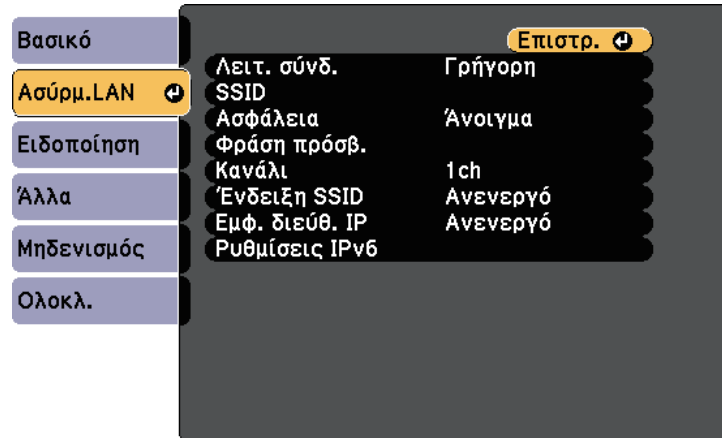 Βασικό
Ασύρμ.LAN
Ειδοποίηση
Άλλα
Μηδενισμός
Ολοκλ.
Επιστρ.
Λειτ. σύνδ. Γρήγορη
SSID
Ασφάλεια Άνοιγμα
Φράση πρόσβ.
Κανάλι 1ch
Ένδειξη SSID Ανενεργό
Εμφ. διεύθ. IP Ανενεργό
Ρυθμίσεις IPv6